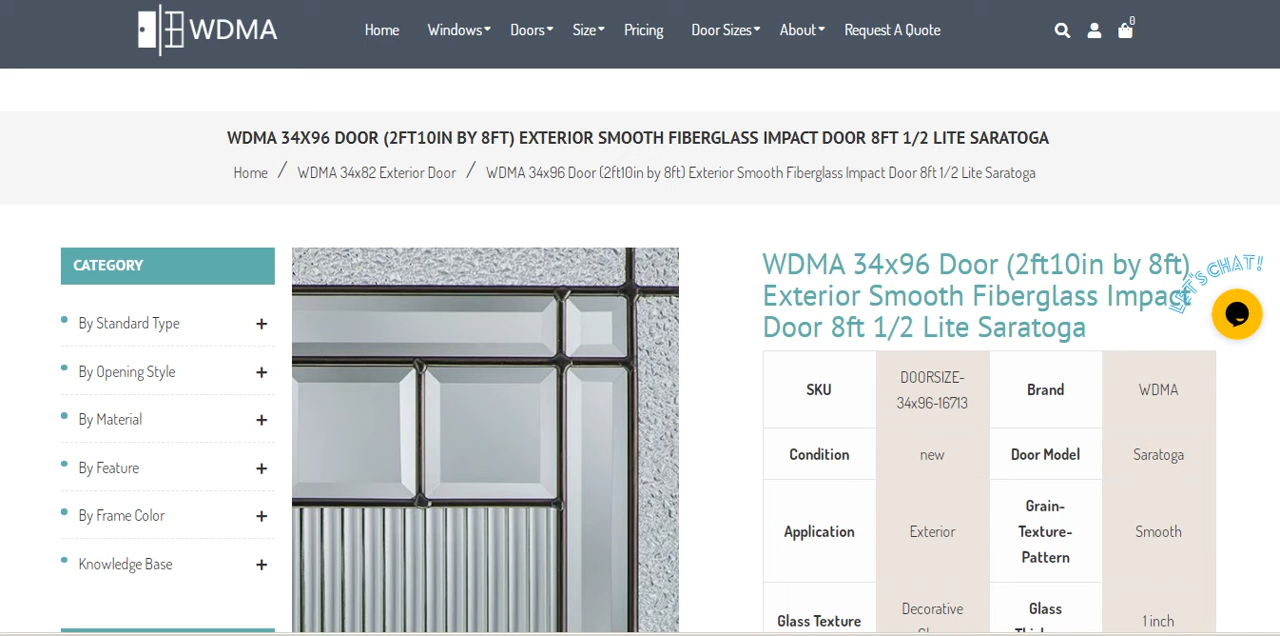 WDMA
Home Windows Doors Size Pricing Door Sizes About Request A Quote
0
WDMA 34X96 DOOR (2FT10IN BY 8FT) EXTERIOR SMOOTH FIBERGLASS IMPACT DOOR 8FT 1/2 LITE SARATOGA
Home / WDMA 34x82 Exterior Door / WDMA 34x96 Door (2ft10in by 8ft) Exterior Smooth Fiberglass Impact Door 8ft 1/2 Lite Saratoga
CATEGORY
By Standard Type +
By Opening Style +
By Material +
By Feature +
By Frame Color +
Knowledge Base +
WDMA 34x96 Door (2ft10in by 8ft)
Exterior Smooth Fiberglass Impact
Door 8ft 1/2 Lite Saratoga
LET'S CHAT!
SKU
DOORSIZE-
34x96-16713
Brand
WDMA
Condition
new
Door Model
Saratoga
Application
Exterior
Grain-
Texture-
Pattern
Smooth
Glass Texture
Decorative
Glass
1 inch